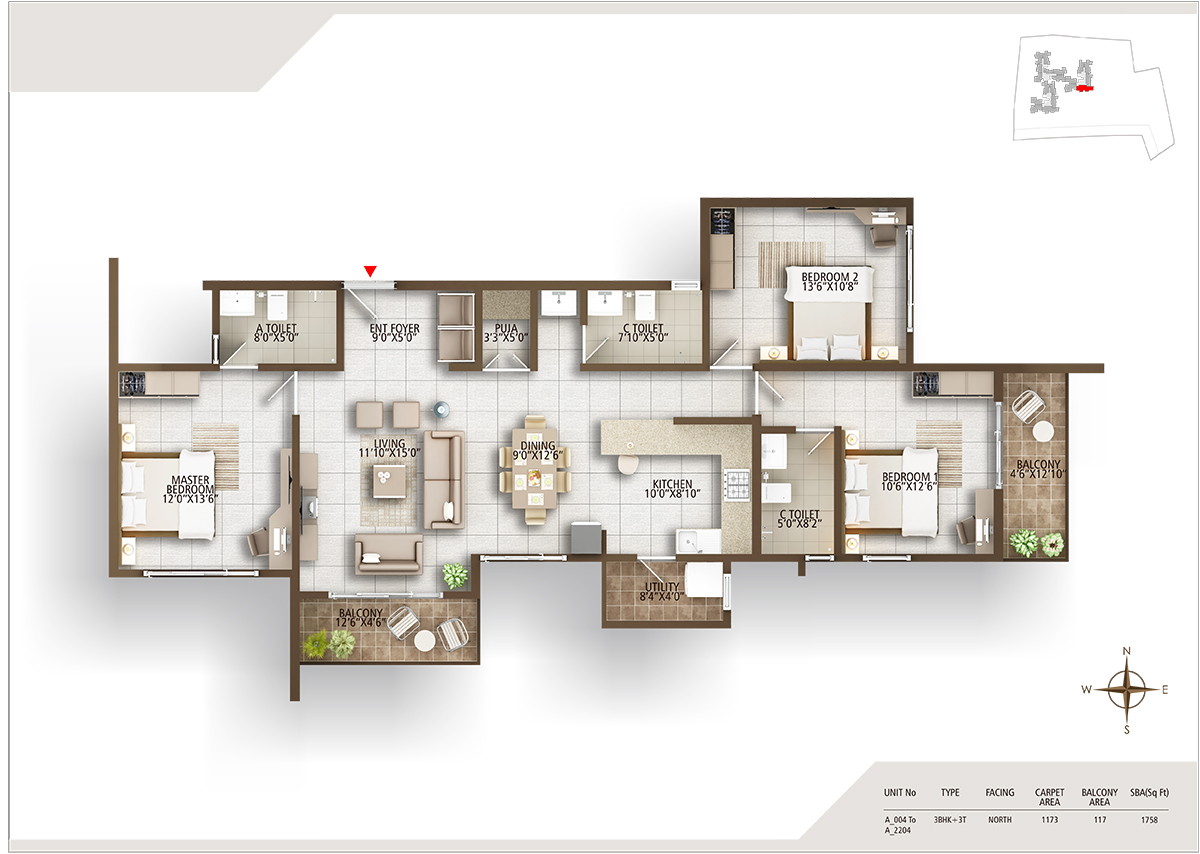 BEDROOM 2
13'6"X10'8"
A TOILET
8'0"X5'0"
ENT FOYER
9'0"X5'0"
PUJA
3'3"X5'0"
C TOILET
7'10"X5'0"
LIVING
11'10"X15'0"
DINING
9'0"X12'6"
MASTER
BEDROOM
12'0"X13'6"
KITCHEN
10'0"X8'10"
BEDROOM 1
10'6"X12'6"
BALCONY
4'6"X12'10"
C TOILET
5'0"X8'2"
UTILITY
8'4"X4'0"
BALCONY
12'6"X4'6"
N
W E
S
UNIT No TYPE FACING CARPET AREA BALCONY AREA SBA(Sq Ft)
A_004 To A_2204 3BHK+3T NORTH 1173 117 1758